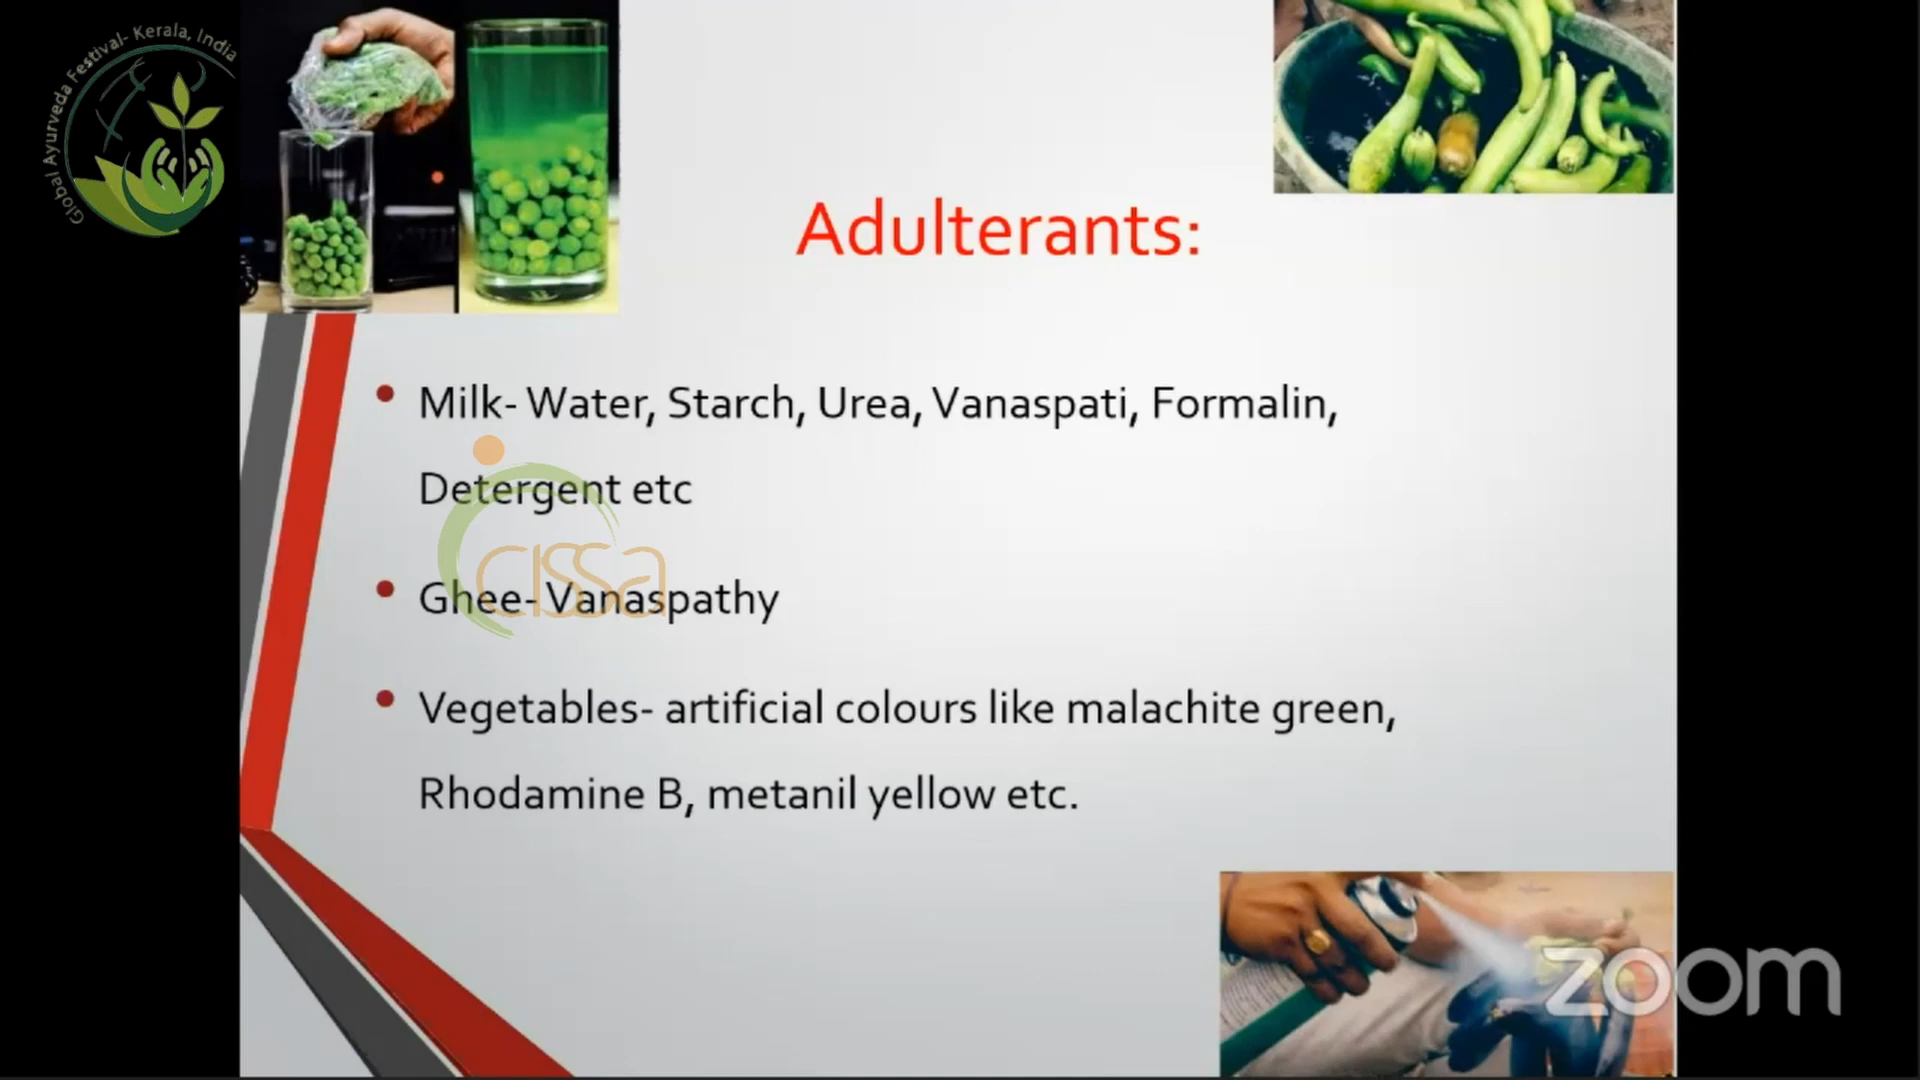 Global Ayurveda Festival- Kerala, India
Adulterants:
Milk- Water, Starch, Urea, Vanaspati, Formalin,
Detergent etc
cissa
Ghee- Vanaspathy
Vegetables- artificial colours like malachite green,
Rhodamine B, metanil yellow etc.
zoom